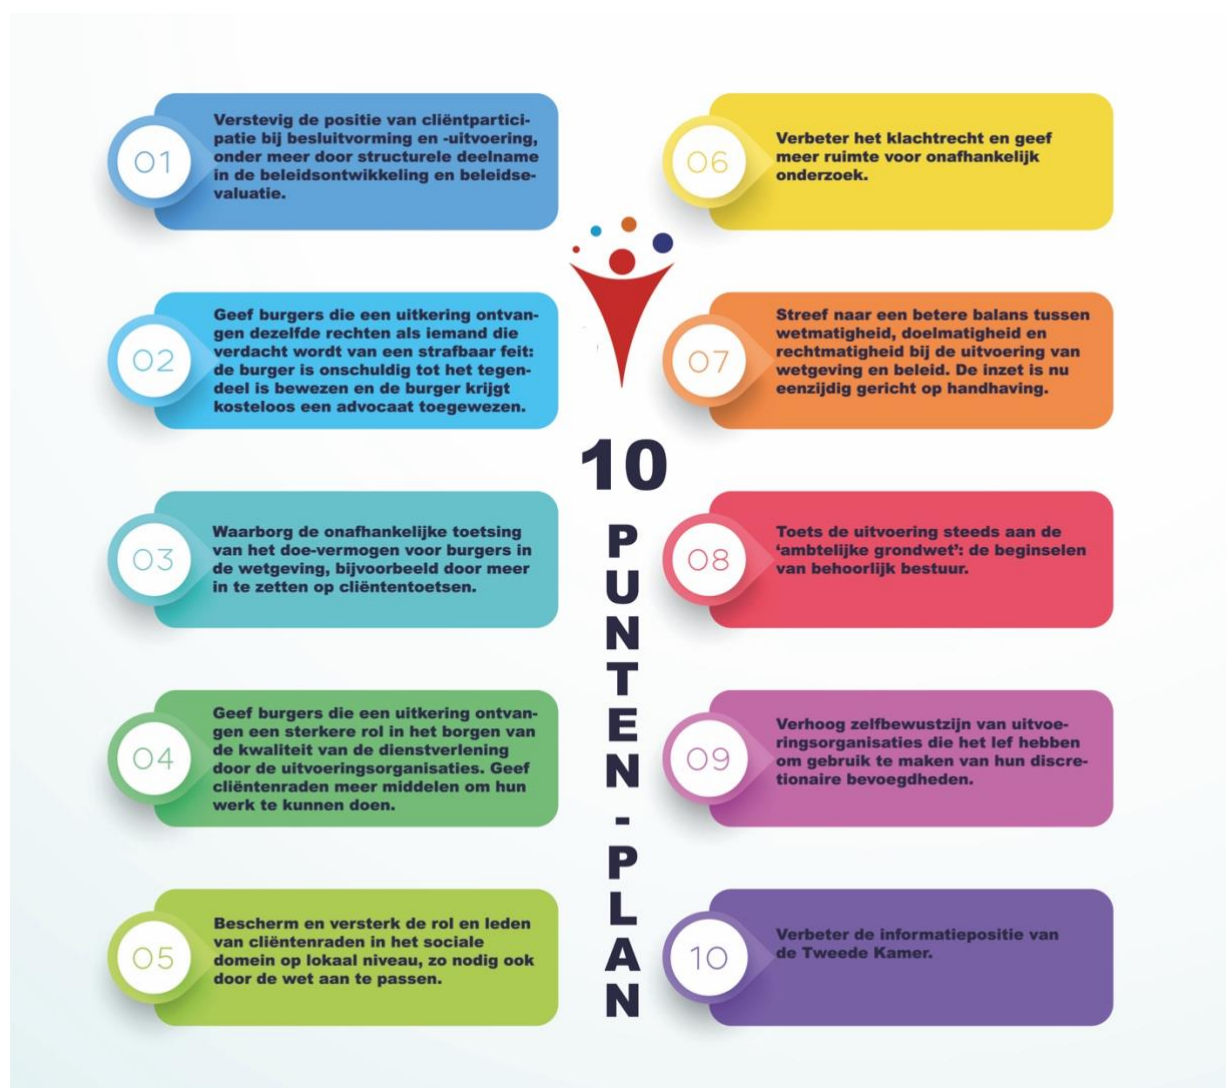 01
Verstevig de positie van cliëntpartici-
patie bij besluitvorming en -uitvoering,
onder meer door structurele deelname
in de beleidsontwikkeling en beleidse-
valuatie.
02
Geef burgers die een uitkering ontvan-
gen dezelfde rechten als iemand die
verdacht wordt van een strafbaar feit:
de burger is onschuldig tot het tegen-
deel is bewezen en de burger krijgt
kosteloos een advocaat toegewezen.
03
Waarborg de onafhankelijke toetsing
van het doe-vermogen voor burgers in
de wetgeving, bijvoorbeeld door meer
in te zetten op cliëntentoetsen.
04
Geef burgers die een uitkering ontvan-
gen een sterkere rol in het borgen van
de kwaliteit van de dienstverlening
door de uitvoeringsorganisaties. Geef
cliëntenraden meer middelen om hun
werk te kunnen doen.
05
Bescherm en versterk de rol en leden
van cliëntenraden in het sociale
domein op lokaal niveau, zo nodig ook
door de wet aan te passen.
10
PUNTEN-PLAN
06
Verbeter het klachtrecht en geef
meer ruimte voor onafhankelijk
onderzoek.
07
Streef naar een betere balans tussen
wetmatigheid, doelmatigheid en
rechtmatigheid bij de uitvoering van
wetgeving en beleid. De inzet is nu
eenzijdig gericht op handhaving.
08
Toets de uitvoering steeds aan de
‘ambtelijke grondwet’: de beginselen
van behoorlijk bestuur.
09
Verhoog zelfbewustzijn van uitvoe-
ringsorganisaties die het lef hebben
om gebruik te maken van hun discre-
tionaire bevoegdheden.
10
Verbeter de informatiepositie van
de Tweede Kamer.